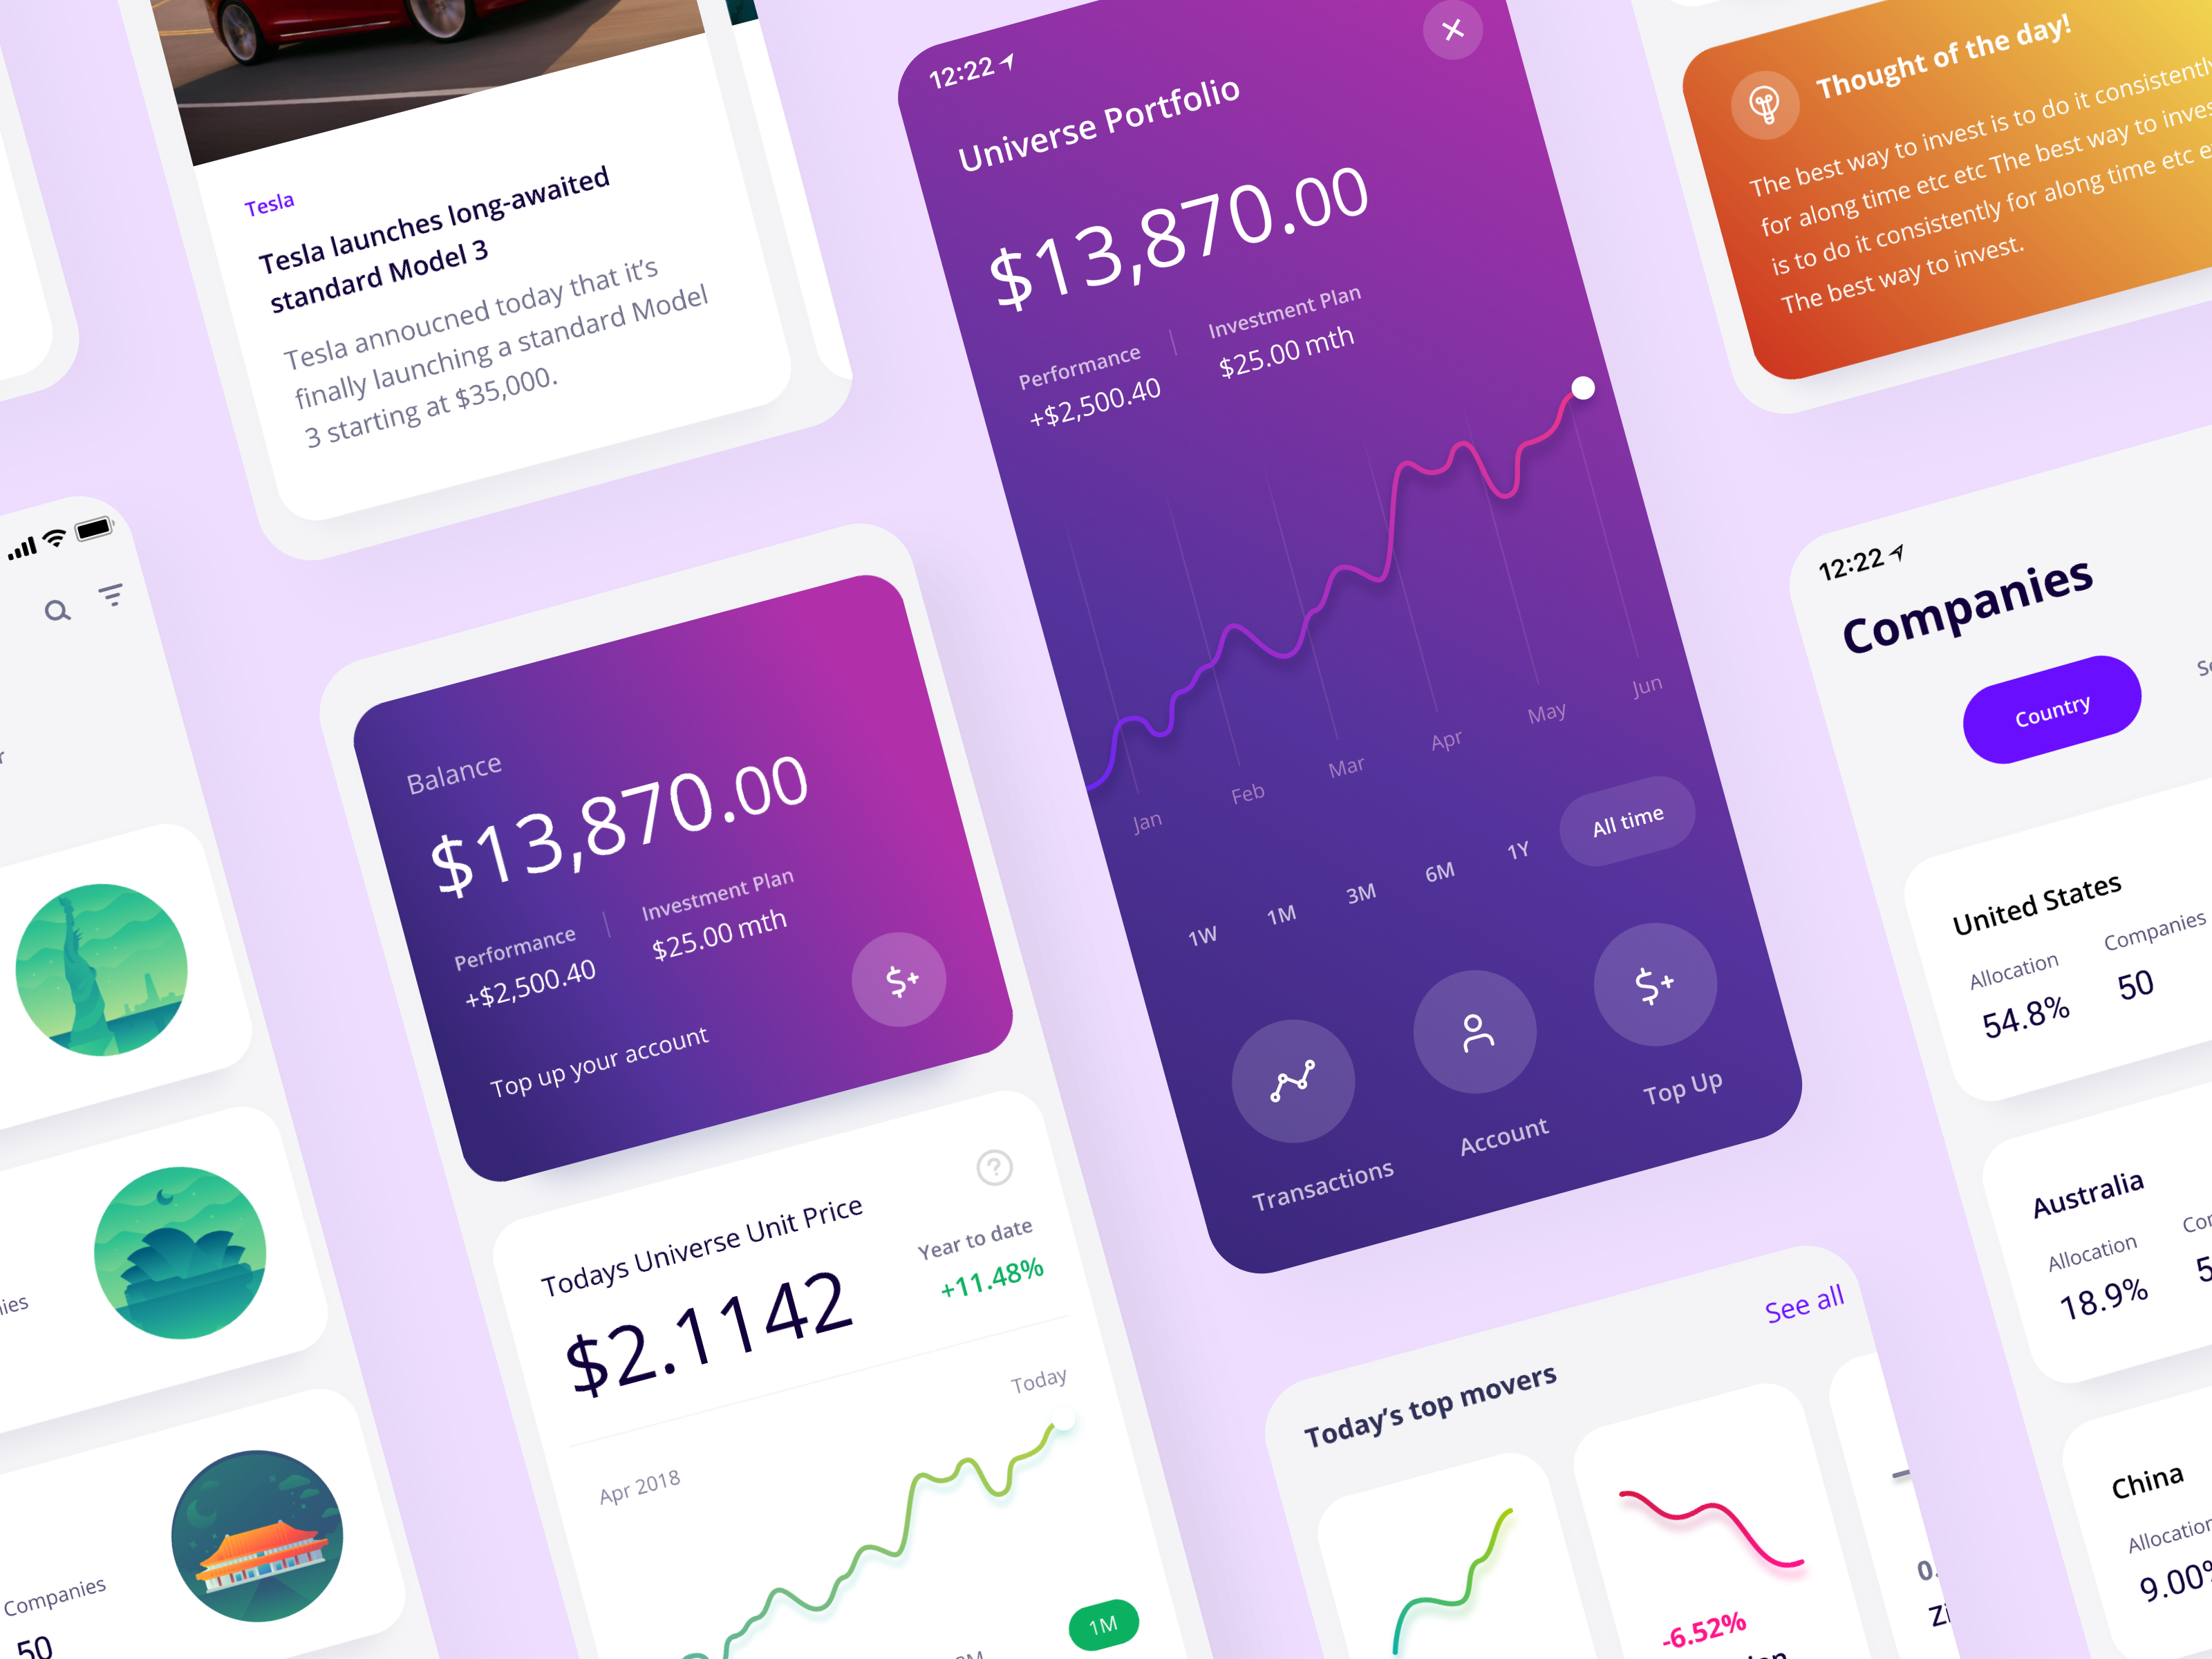 Tesla
Tesla launches long-awaited
standard Model 3
Tesla annoucned today that it’s
finally launching a standard Model
3 starting at $35,000.
Companies
50
Balance
$13,870.00
Performance
+$2,500.40
Investment Plan
$25.00 mth
Top up your account
$+
Todays Universe Unit Price
$2.1142
Year to date
+11.48%
Apr 2018
Today
1M
12:22
Universe Portfolio
$13,870.00
Performance
+$2,500.40
Investment Plan
$25.00 mth
Jan
Feb
Mar
Apr
May
Jun
1W
1M
3M
6M
1Y
All time
$+
Transactions
Account
Top Up
Today’s top movers
See all
-6.52%
Thought of the day!
The best way to invest is to do it consistently
for along time etc etc The best way to
is to do it consistently for along time etc
The best way to invest.
12:22
Companies
Country
United States
Allocation
54.8%
Companies
50
Australia
Allocation
18.9%
China
Allocation
9.00%